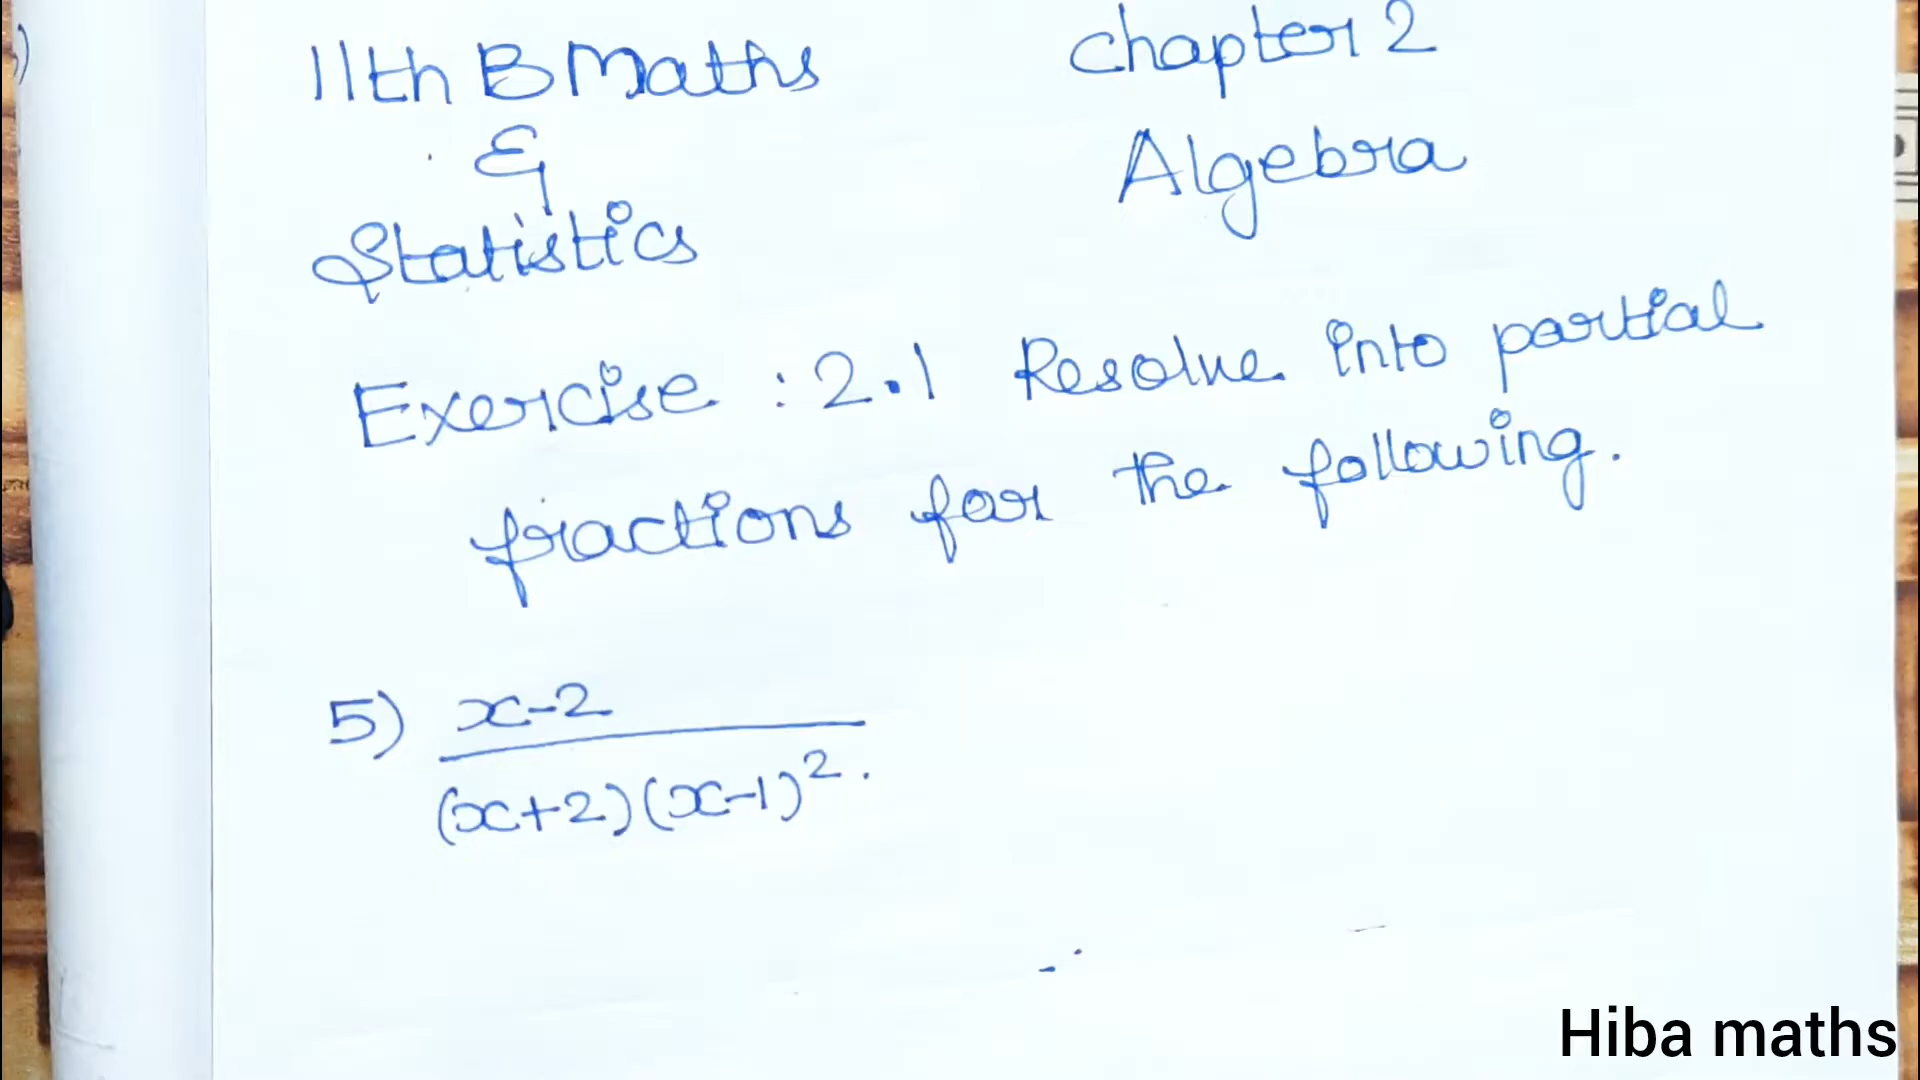 11th B Maths
&
Statistics
Chapter 2
Algebra
Exercise : 2.1 Resolve into partial
fractions for the following.
5) x-2
(x+2)(x-1)².
Hiba maths